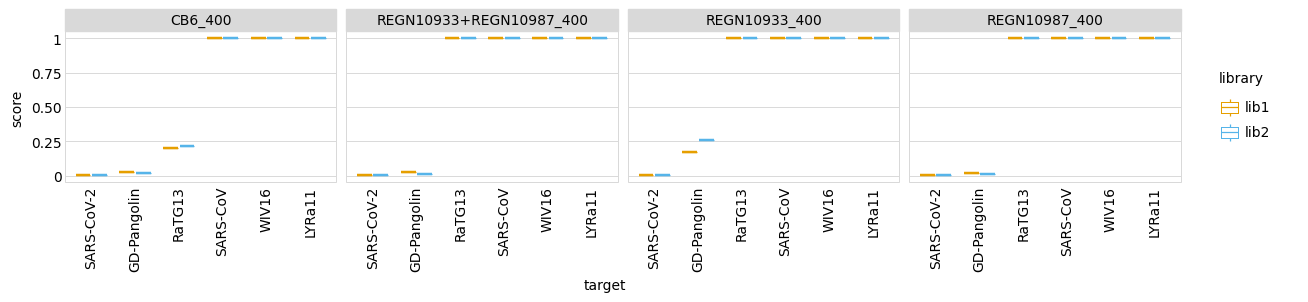 CB6_400
REGN10933+REGN10987_400
REGN10933_400
REGN10987_400
score
1
0.75
0.50
0.25
0
SARS-CoV-2
GD-Pangolin
RaTG13
SARS-CoV
WIV16
LYRa11
SARS-CoV-2
GD-Pangolin
RaTG13
SARS-CoV
WIV16
LYRa11
SARS-CoV-2
GD-Pangolin
RaTG13
SARS-CoV
WIV16
LYRa11
SARS-CoV-2
GD-Pangolin
RaTG13
SARS-CoV
WIV16
LYRa11
target
library
lib1
lib2